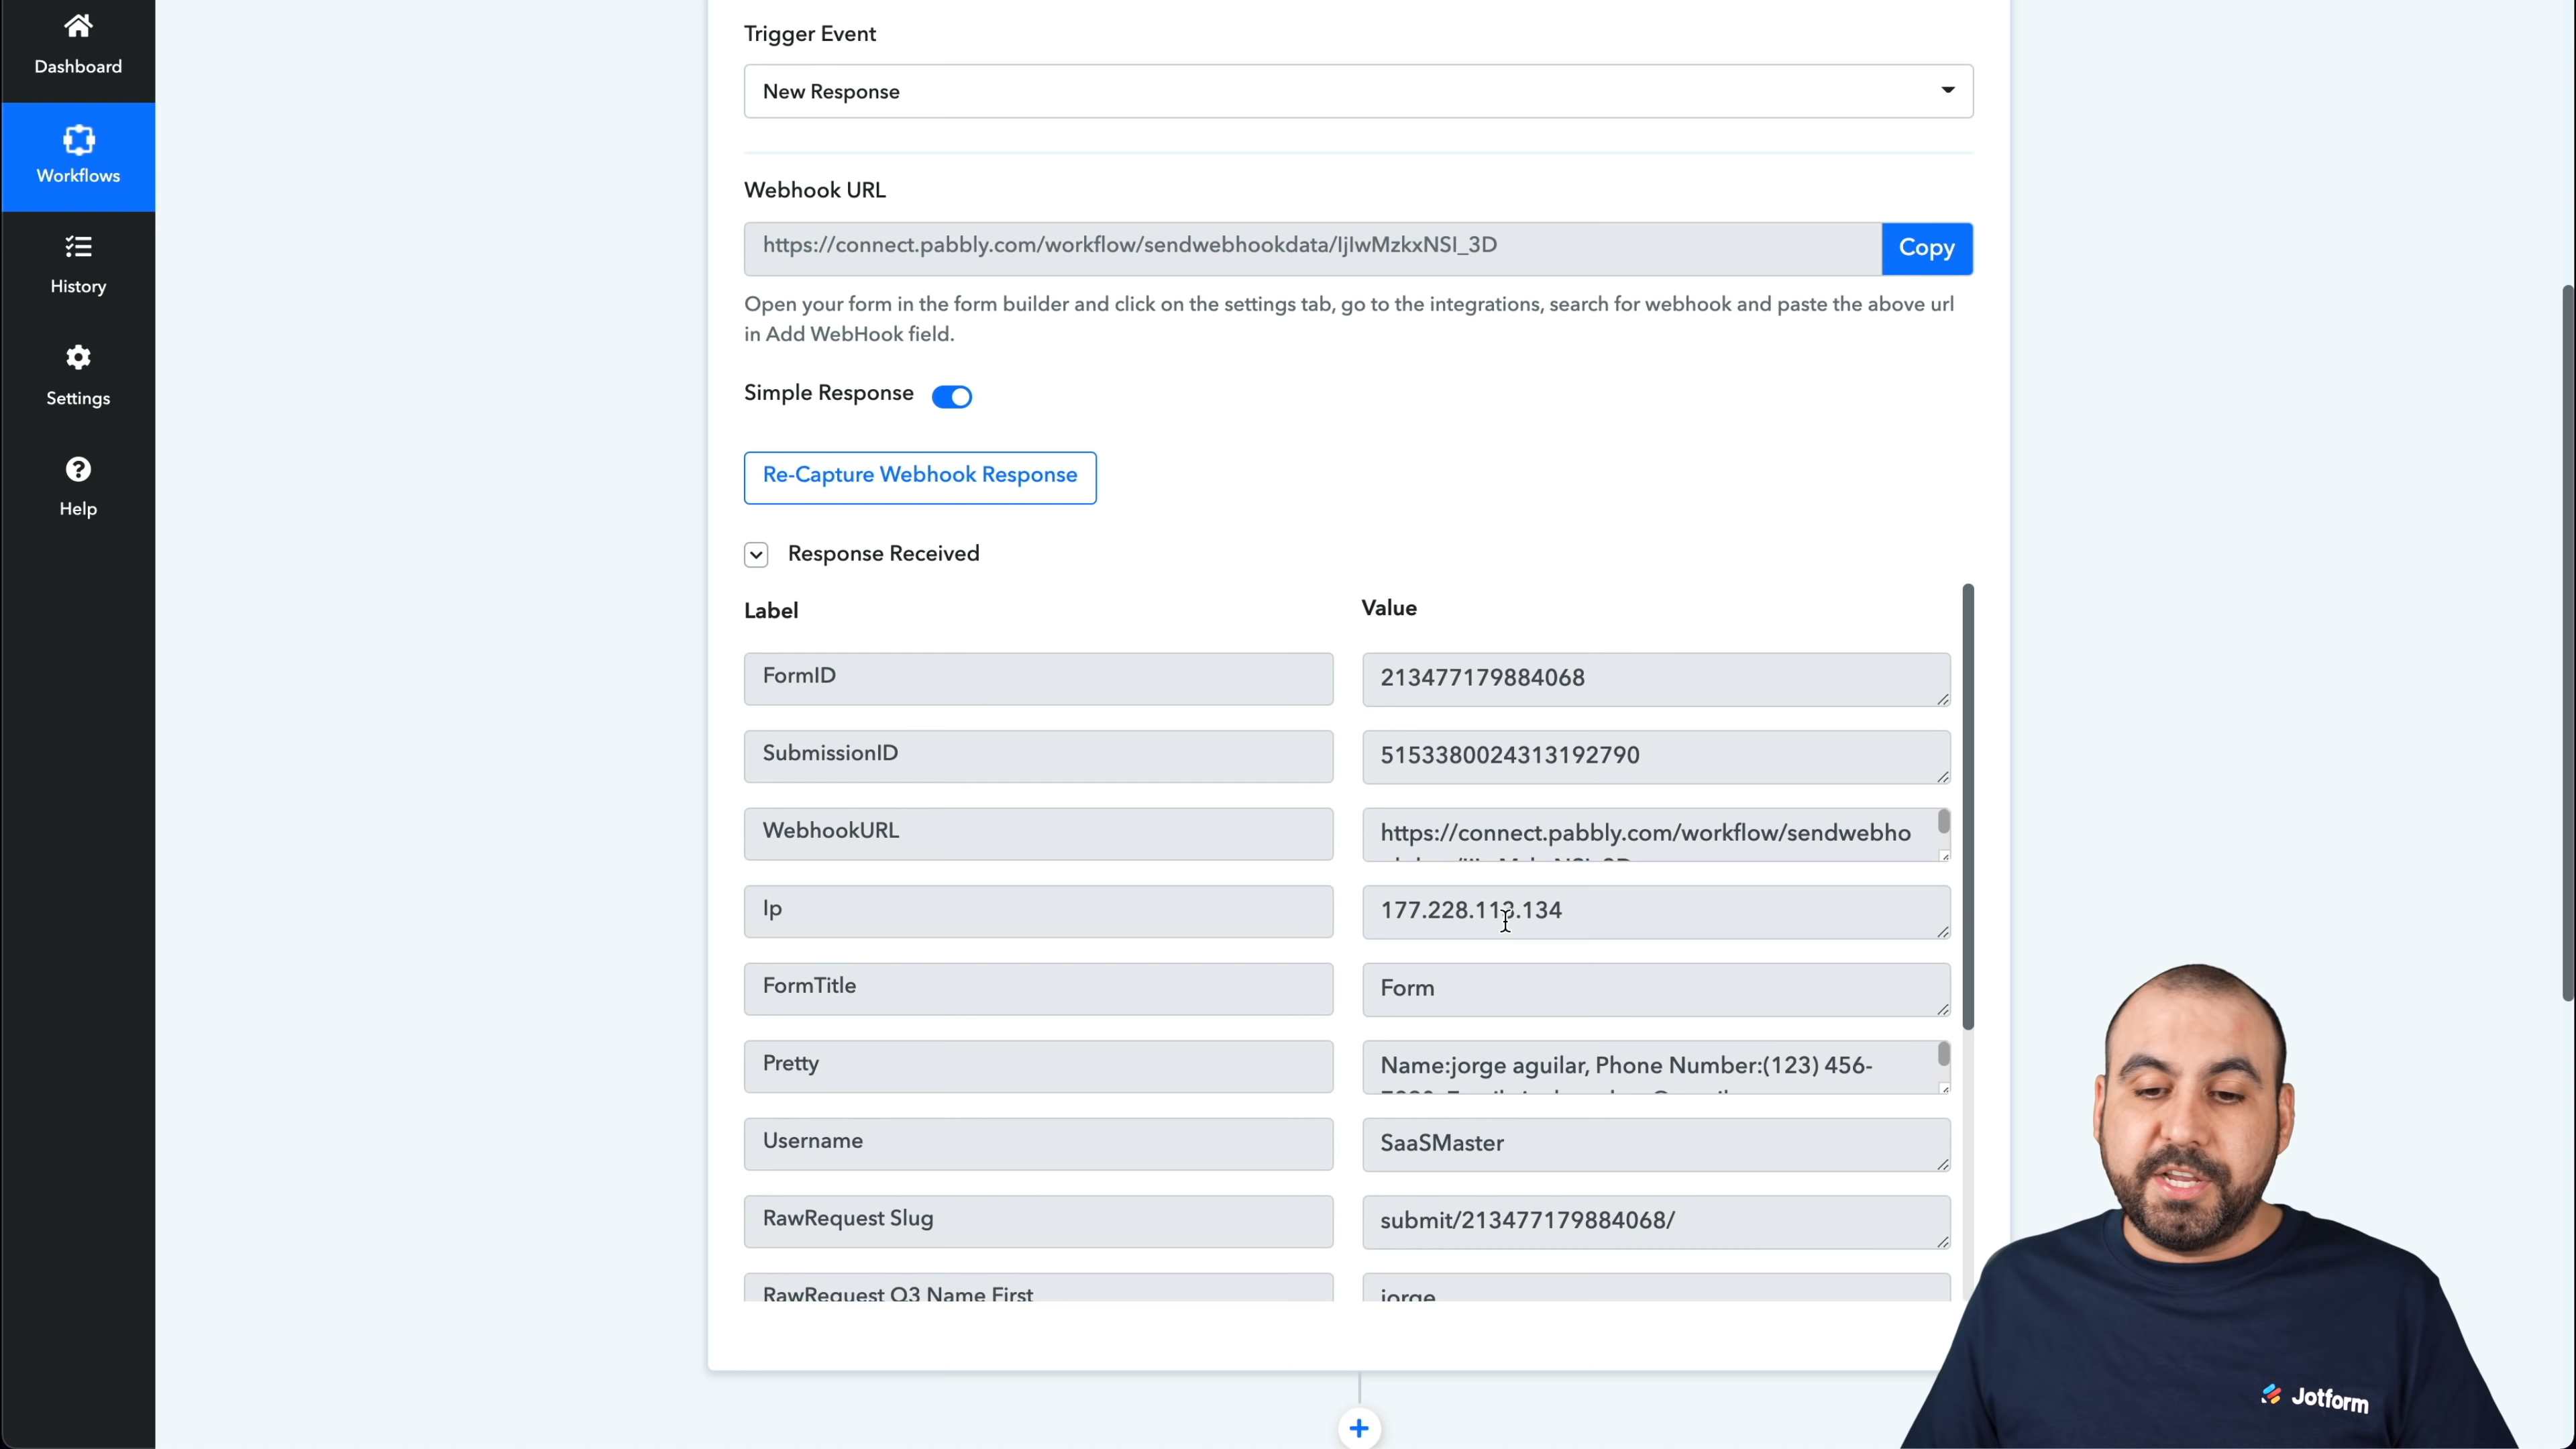 Dashboard
Workflows
History
Settings
Help
Trigger Event
New Response
Webhook URL
https://connect.pabbly.com/workflow/sendwebhookdata/IjIwMzkxNSI_3D
Copy
Open your form in the form builder and click on the settings tab, go to the integrations, search for webhook and paste the above url
in Add WebHook field.
Simple Response
Re-Capture Webhook Response
Response Received
Label
Value
FormID
213477179884068
SubmissionID
5153380024313192790
WebhookURL
https://connect.pabbly.com/workflow/sendwebho
Ip
177.228.113.134
FormTitle
Form
Pretty
Name:jorge aguilar, Phone Number:(123) 456-
Username
SaaSMaster
RawRequest Slug
submit/213477179884068/
RawRequest Q3 Name First
jorge
Jotform